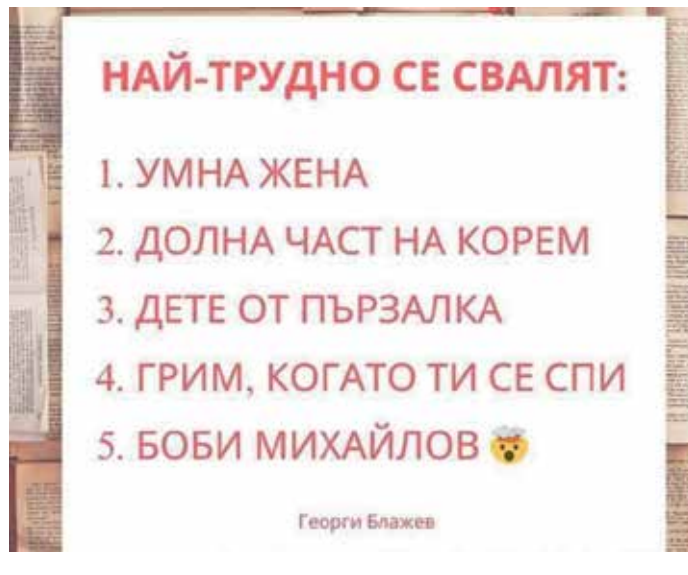 НАЙ-ТРУДНО СЕ СВАЛЯТ:
1. УМНА ЖЕНА
2. ДОЛНА ЧАСТ НА КОРЕМ
3. ДЕТЕ ОТ ПЪРЗАЛКА
4. ГРИМ, КОГАТО ТИ СЕ СПИ
5. БОБИ МИХАЙЛОВ 🤯
Георги Блажев